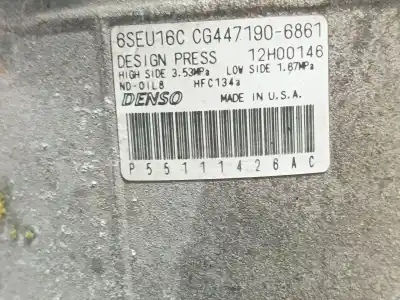 6SEU16C CG447190-6861
DESIGN PRESS 12H00146
HIGH SIDE 3.53MPa LOW SIDE 1.67MPa
ND-OIL8 HFC134a
DENSO MADE IN U.S.A.
P55111426AC